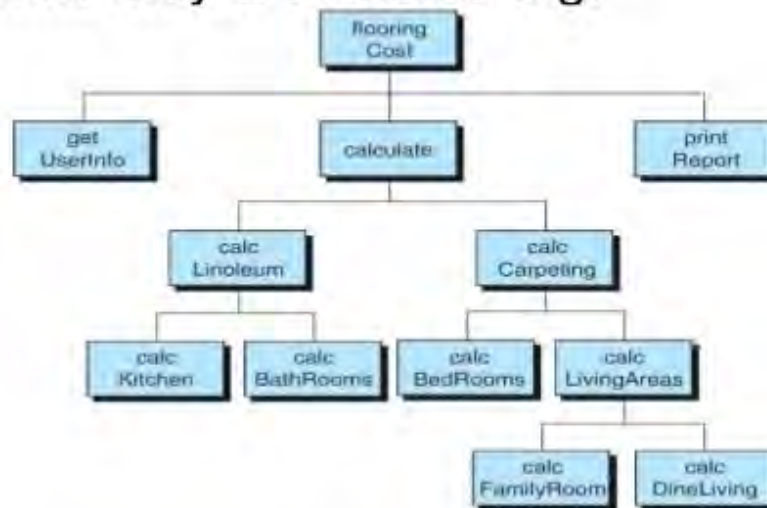 flooring
Cost
get
UserInfo
calculate
print
Report
calc
Linoleum
calc
Carpeting
calc
Kitchen
calc
BathRooms
calc
BedRooms
calc
LivingAreas
calc
FamilyRoom
calc
DineLiving